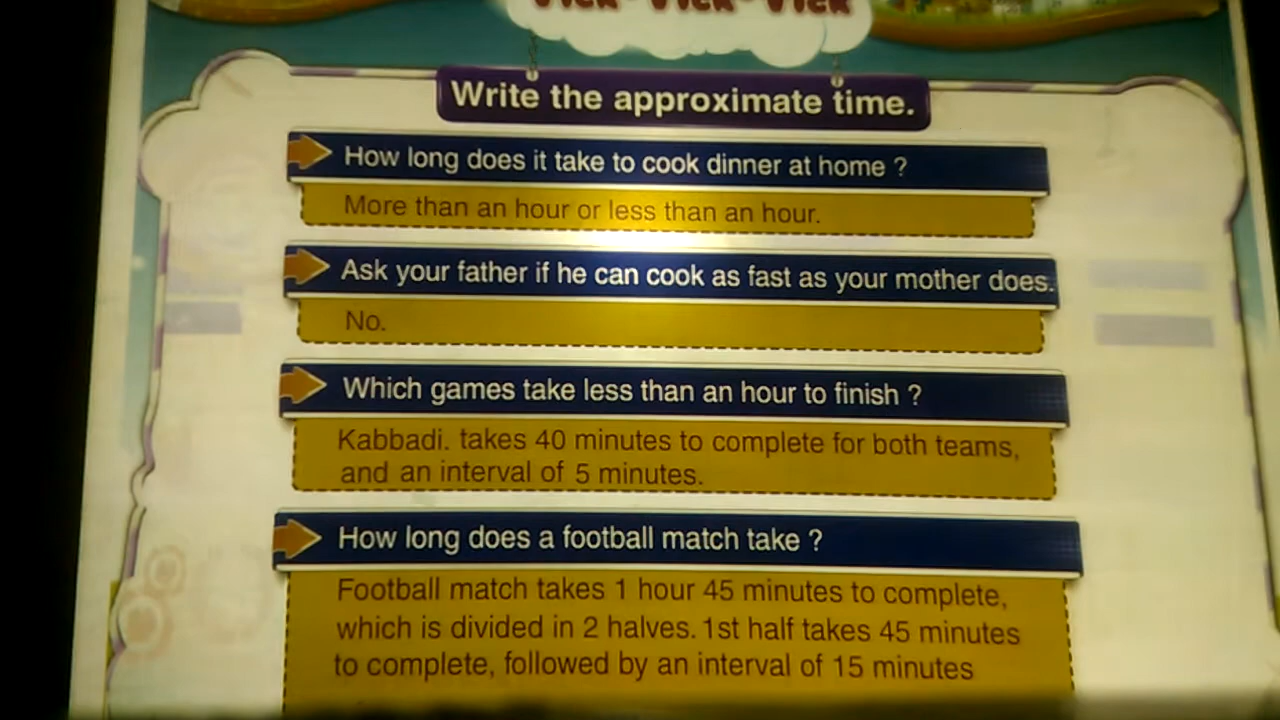 Write the approximate time.
How long does it take to cook dinner at home ?
More than an hour or less than an hour.
Ask your father if he can cook as fast as your mother does.
No.
Which games take less than an hour to finish ?
Kabbadi. takes 40 minutes to complete for both teams,
and an interval of 5 minutes.
How long does a football match take ?
Football match takes 1 hour 45 minutes to complete,
which is divided in 2 halves. 1st half takes 45 minutes
to complete, followed by an interval of 15 minutes